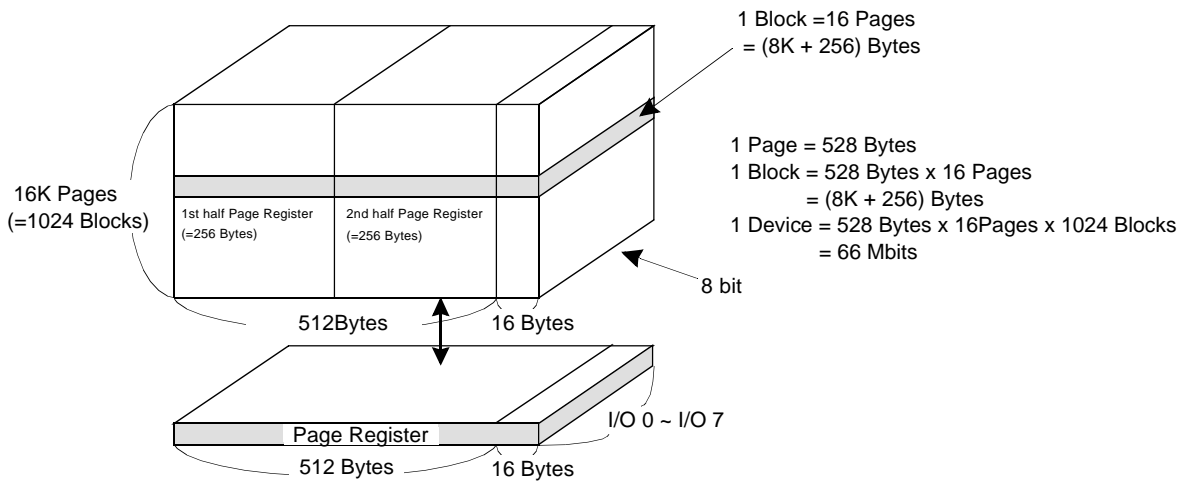 1 Block =16 Pages
= (8K + 256) Bytes
1 Page = 528 Bytes
1 Block = 528 Bytes x 16 Pages
= (8K + 256) Bytes
1 Device = 528 Bytes x 16Pages x 1024 Blocks
= 66 Mbits
16K Pages
(=1024 Blocks)
1st half Page Register
(=256 Bytes)
2nd half Page Register
(=256 Bytes)
8 bit
512Bytes
16 Bytes
I/O 0 ~ I/O 7
Page Register
512 Bytes
16 Bytes